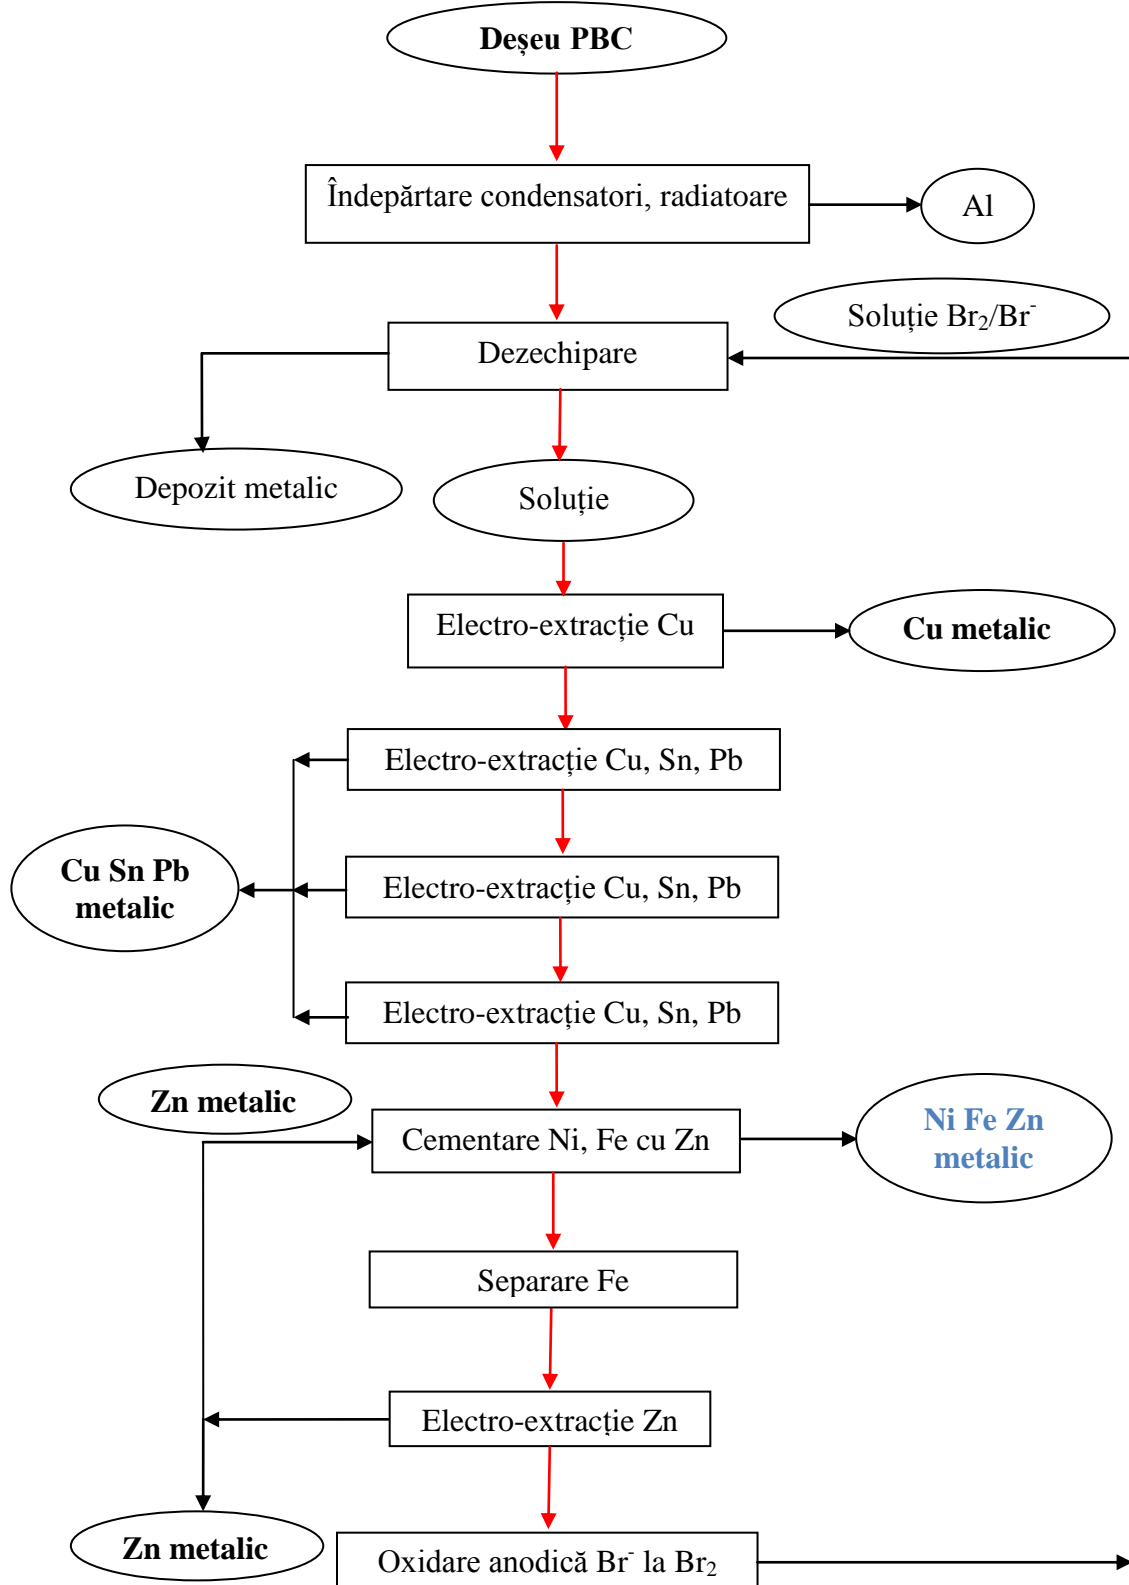 Deșeu PBC
Îndepărtare condensatori, radiatoare
Al
Soluție Br₂/Br⁻
Dezechipare
Depozit metalic
Soluție
Electro-extracție Cu
Cu metalic
Electro-extracție Cu, Sn, Pb
Cu Sn Pb
metalic
Electro-extracție Cu, Sn, Pb
Electro-extracție Cu, Sn, Pb
Zn metalic
Cementare Ni, Fe cu Zn
Ni Fe Zn
metalic
Separare Fe
Electro-extracție Zn
Zn metalic
Oxidare anodică Br⁻ la Br₂